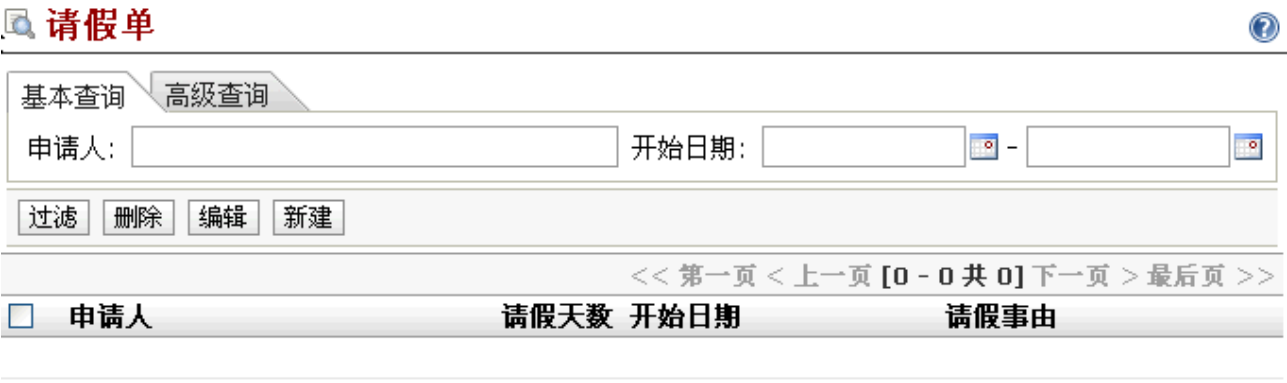 请假单
基本查询 高级查询
申请人: 开始日期: -
过滤 删除 编辑 新建
<< 第一页 < 上一页 [0 - 0 共 0] 下一页 > 最后页 >>
申请人 请假天数 开始日期 请假事由